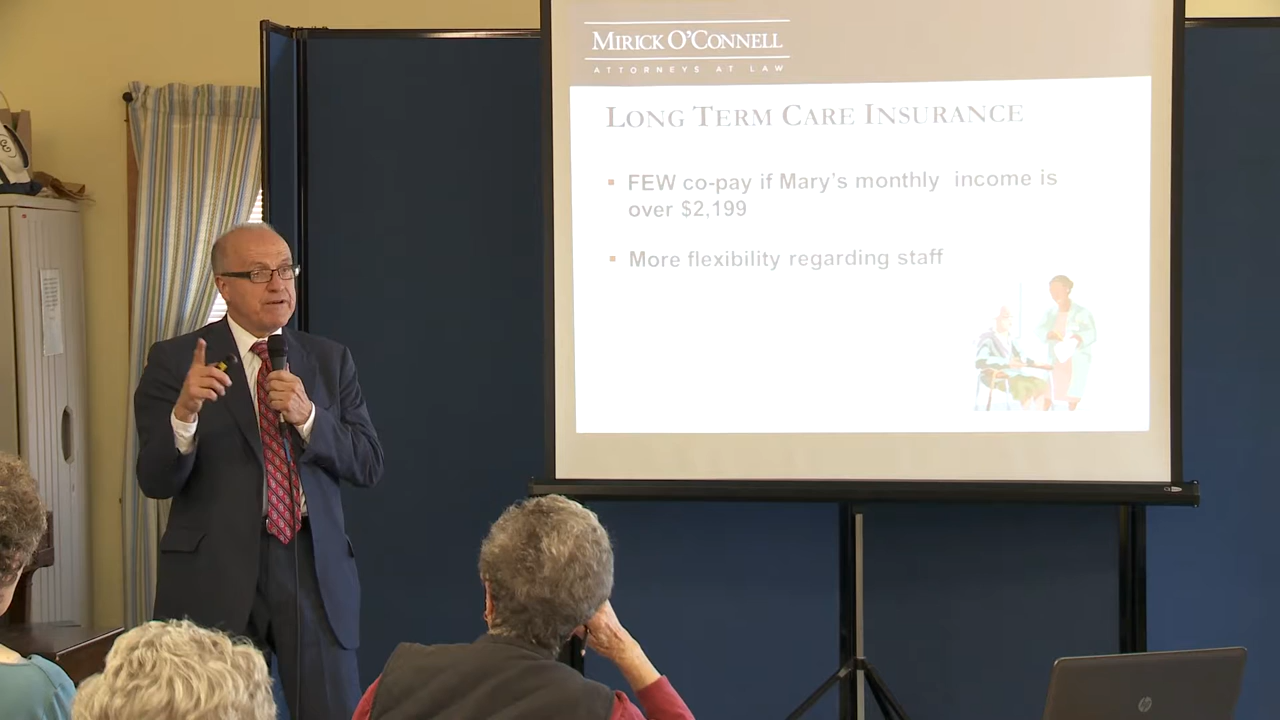 MIRICK O'CONNELL
ATTORNEYS AT LAW
LONG TERM CARE INSURANCE
▪ FEW co-pay if Mary's monthly income is
over $2,199
▪ More flexibility regarding staff
hp